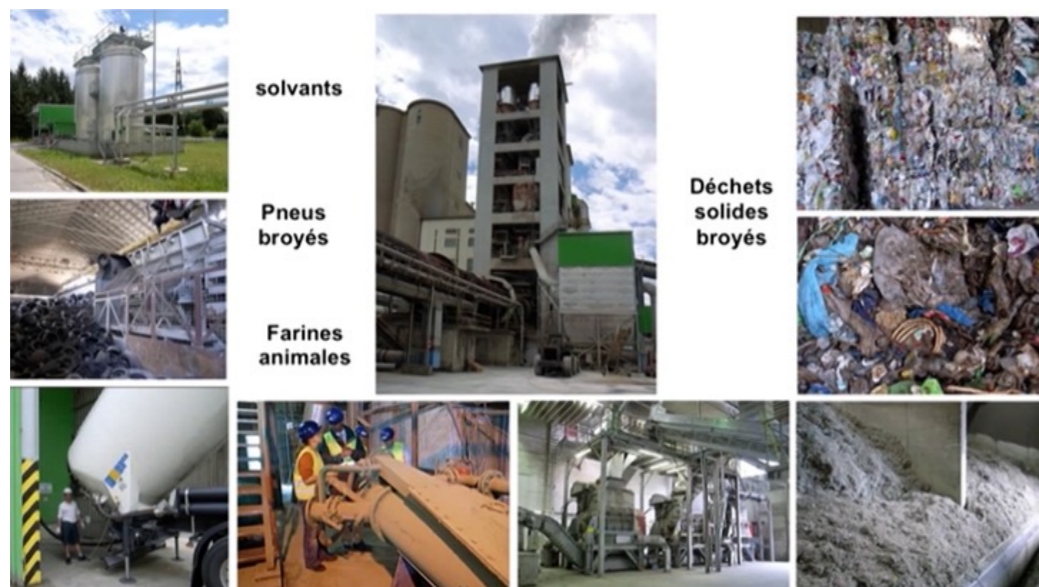 solvants
Pneus
broyés
Farines
animales
Déchets
solides
broyés